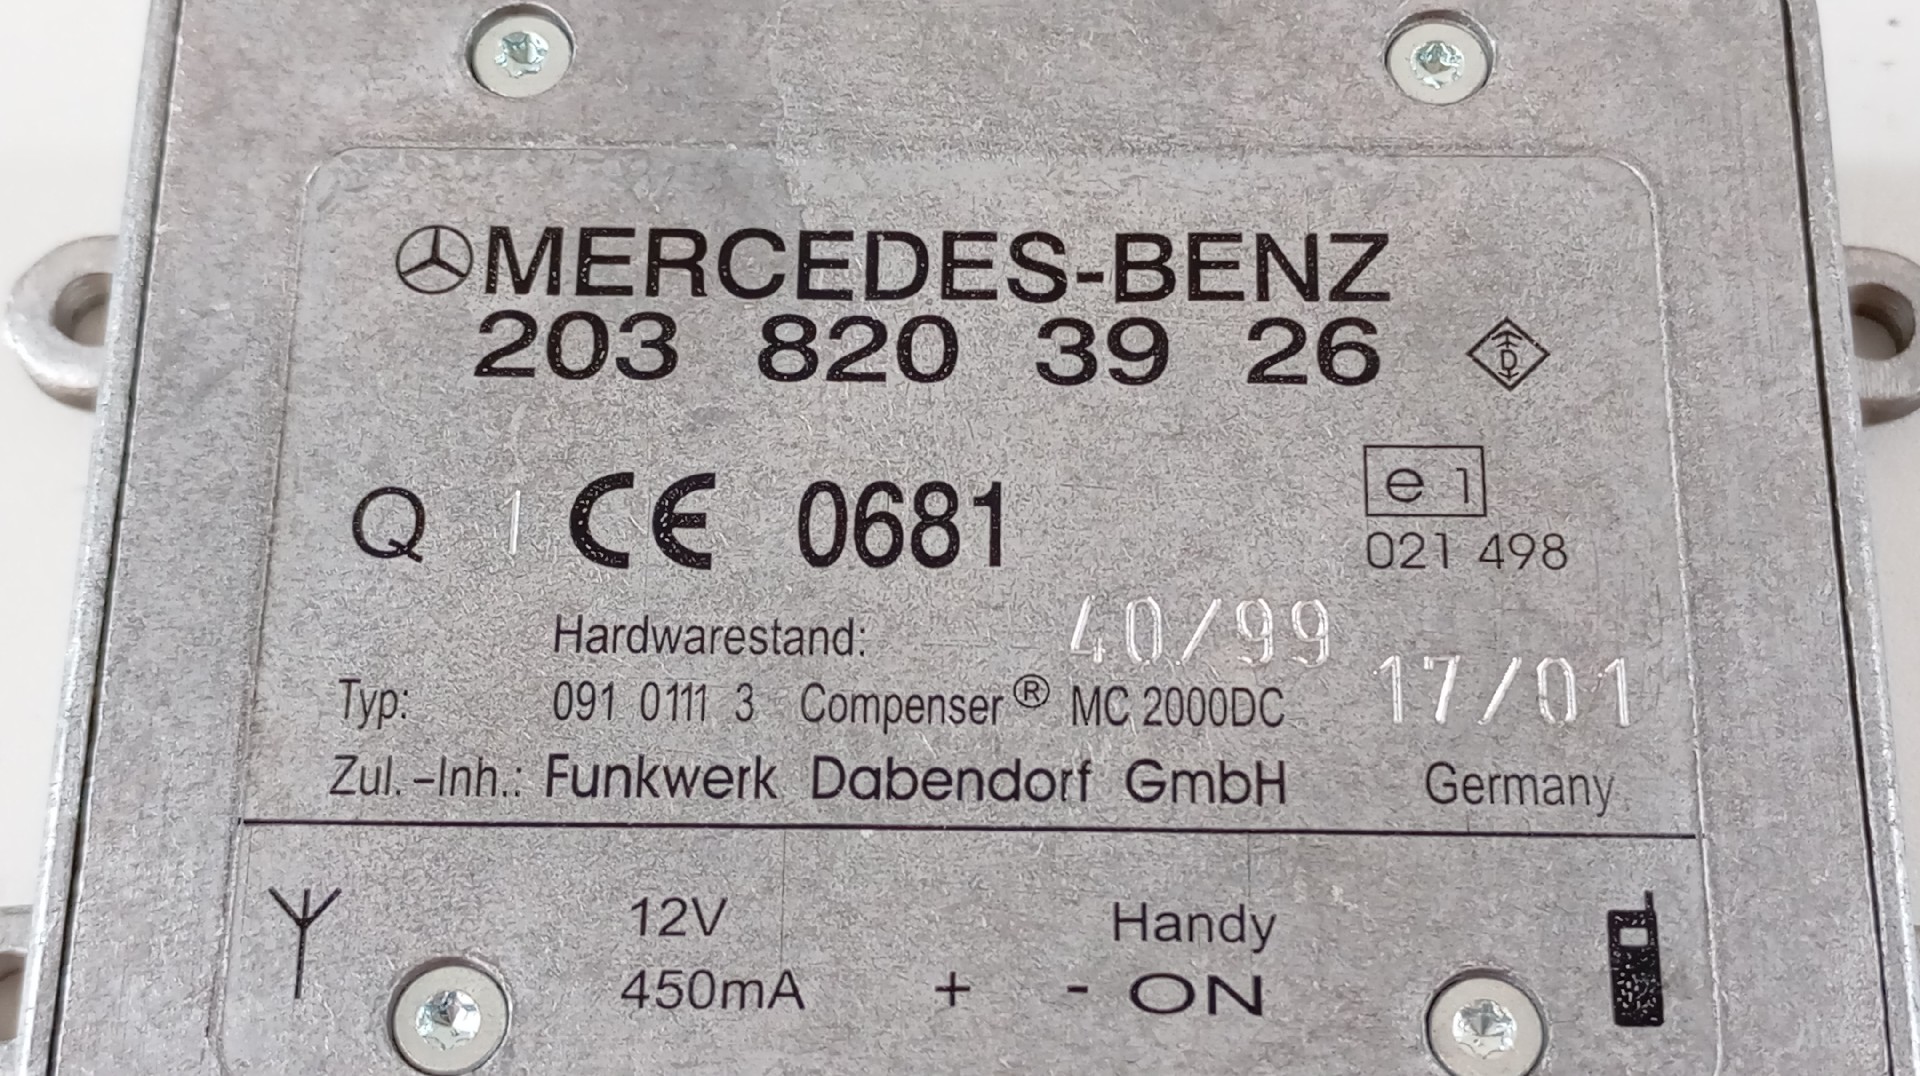 MERCEDES-BENZ
203 820 39 26
D
e 1
Q 1 CE 0681
021 498
Hardwarestand: 40/99
Typ: 091 0111 3 Compenser® MC 2000DC 17/01
Zul.-Inh.: Funkwerk Dabendorf GmbH Germany
12V Handy
450mA + - ON